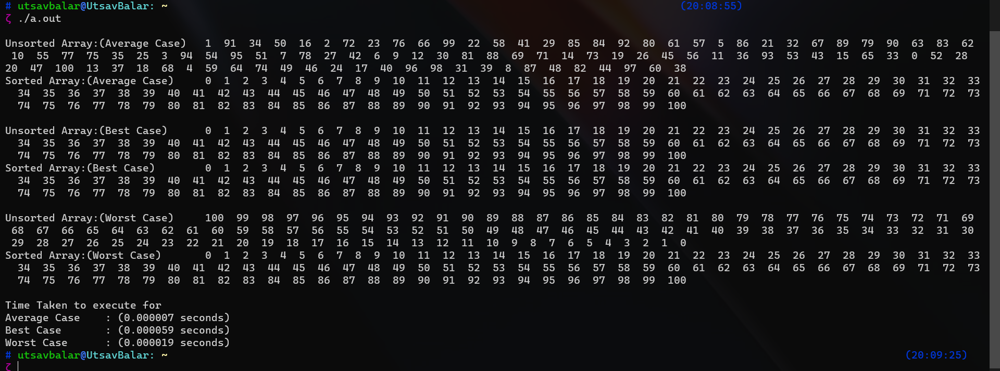 # utsavbalar@UtsavBalar: ~ (20:08:55)
ζ ./a.out
Unsorted Array:(Average Case)   1  91  34  50  16  2  72  23  76  66  99  22  58  41  29  85  84  92  80  61  57  5  86  21  32  67  89  79  90  63  83  62
10  55  77  75  35  25  3  94  54  95  51  7  78  27  42  6  9  12  30  81  88  69  71  14  73  19  26  45  56  11  36  93  53  43  15  65  33  0  52  28
20  47  100  13  37  18  68  4  59  64  74  49  46  24  17  40  96  98  31  39  8  87  48  82  44  97  60  38
Sorted Array:(Average Case)     0  1  2  3  4  5  6  7  8  9  10  11  12  13  14  15  16  17  18  19  20  21  22  23  24  25  26  27  28  29  30  31  32  33
34  35  36  37  38  39  40  41  42  43  44  45  46  47  48  49  50  51  52  53  54  55  56  57  58  59  60  61  62  63  64  65  66  67  68  69  71  72  73
74  75  76  77  78  79  80  81  82  83  84  85  86  87  88  89  90  91  92  93  94  95  96  97  98  99  100
Unsorted Array:(Best Case)      0  1  2  3  4  5  6  7  8  9  10  11  12  13  14  15  16  17  18  19  20  21  22  23  24  25  26  27  28  29  30  31  32  33
34  35  36  37  38  39  40  41  42  43  44  45  46  47  48  49  50  51  52  53  54  55  56  57  58  59  60  61  62  63  64  65  66  67  68  69  71  72  73
74  75  76  77  78  79  80  81  82  83  84  85  86  87  88  89  90  91  92  93  94  95  96  97  98  99  100
Sorted Array:(Best Case)        0  1  2  3  4  5  6  7  8  9  10  11  12  13  14  15  16  17  18  19  20  21  22  23  24  25  26  27  28  29  30  31  32  33
34  35  36  37  38  39  40  41  42  43  44  45  46  47  48  49  50  51  52  53  54  55  56  57  58  59  60  61  62  63  64  65  66  67  68  69  71  72  73
74  75  76  77  78  79  80  81  82  83  84  85  86  87  88  89  90  91  92  93  94  95  96  97  98  99  100
Unsorted Array:(Worst Case)     100  99  98  97  96  95  94  93  92  91  90  89  88  87  86  85  84  83  82  81  80  79  78  77  76  75  74  73  72  71  69
68  67  66  65  64  63  62  61  60  59  58  57  56  55  54  53  52  51  50  49  48  47  46  45  44  43  42  41  40  39  38  37  36  35  34  33  32  31  30
29  28  27  26  25  24  23  22  21  20  19  18  17  16  15  14  13  12  11  10  9  8  7  6  5  4  3  2  1  0
Sorted Array:(Worst Case)       0  1  2  3  4  5  6  7  8  9  10  11  12  13  14  15  16  17  18  19  20  21  22  23  24  25  26  27  28  29  30  31  32  33
34  35  36  37  38  39  40  41  42  43  44  45  46  47  48  49  50  51  52  53  54  55  56  57  58  59  60  61  62  63  64  65  66  67  68  69  71  72  73
74  75  76  77  78  79  80  81  82  83  84  85  86  87  88  89  90  91  92  93  94  95  96  97  98  99  100
Time Taken to execute for
Average Case    : (0.000007 seconds)
Best Case       : (0.000059 seconds)
Worst Case      : (0.000019 seconds)
# utsavbalar@UtsavBalar: ~ (20:09:25)
ζ